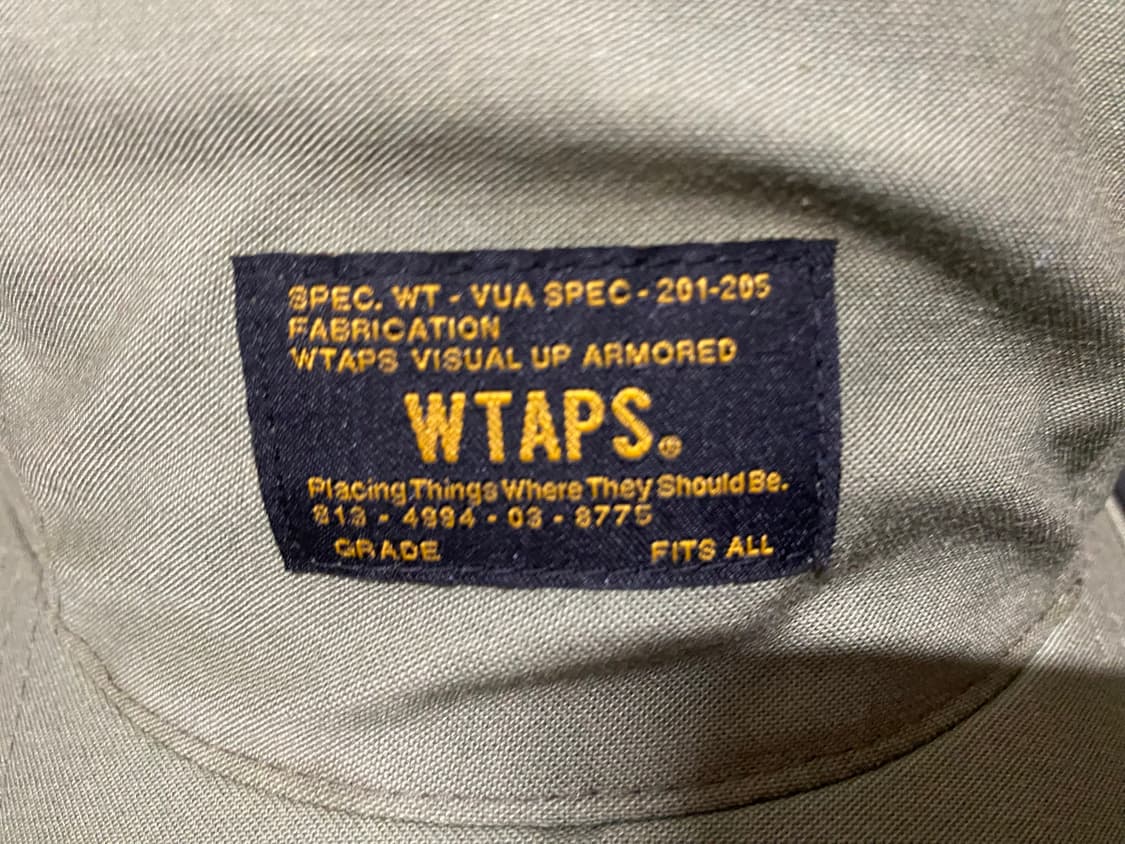 SPEC. WT - VUA SPEC - 201-205
FABRICATION
WTAPS VISUAL UP ARMORED
WTAPS.®
Placing Things Where They Should Be.
813 - 4994 - 03 - 8775
GRADE FITS ALL